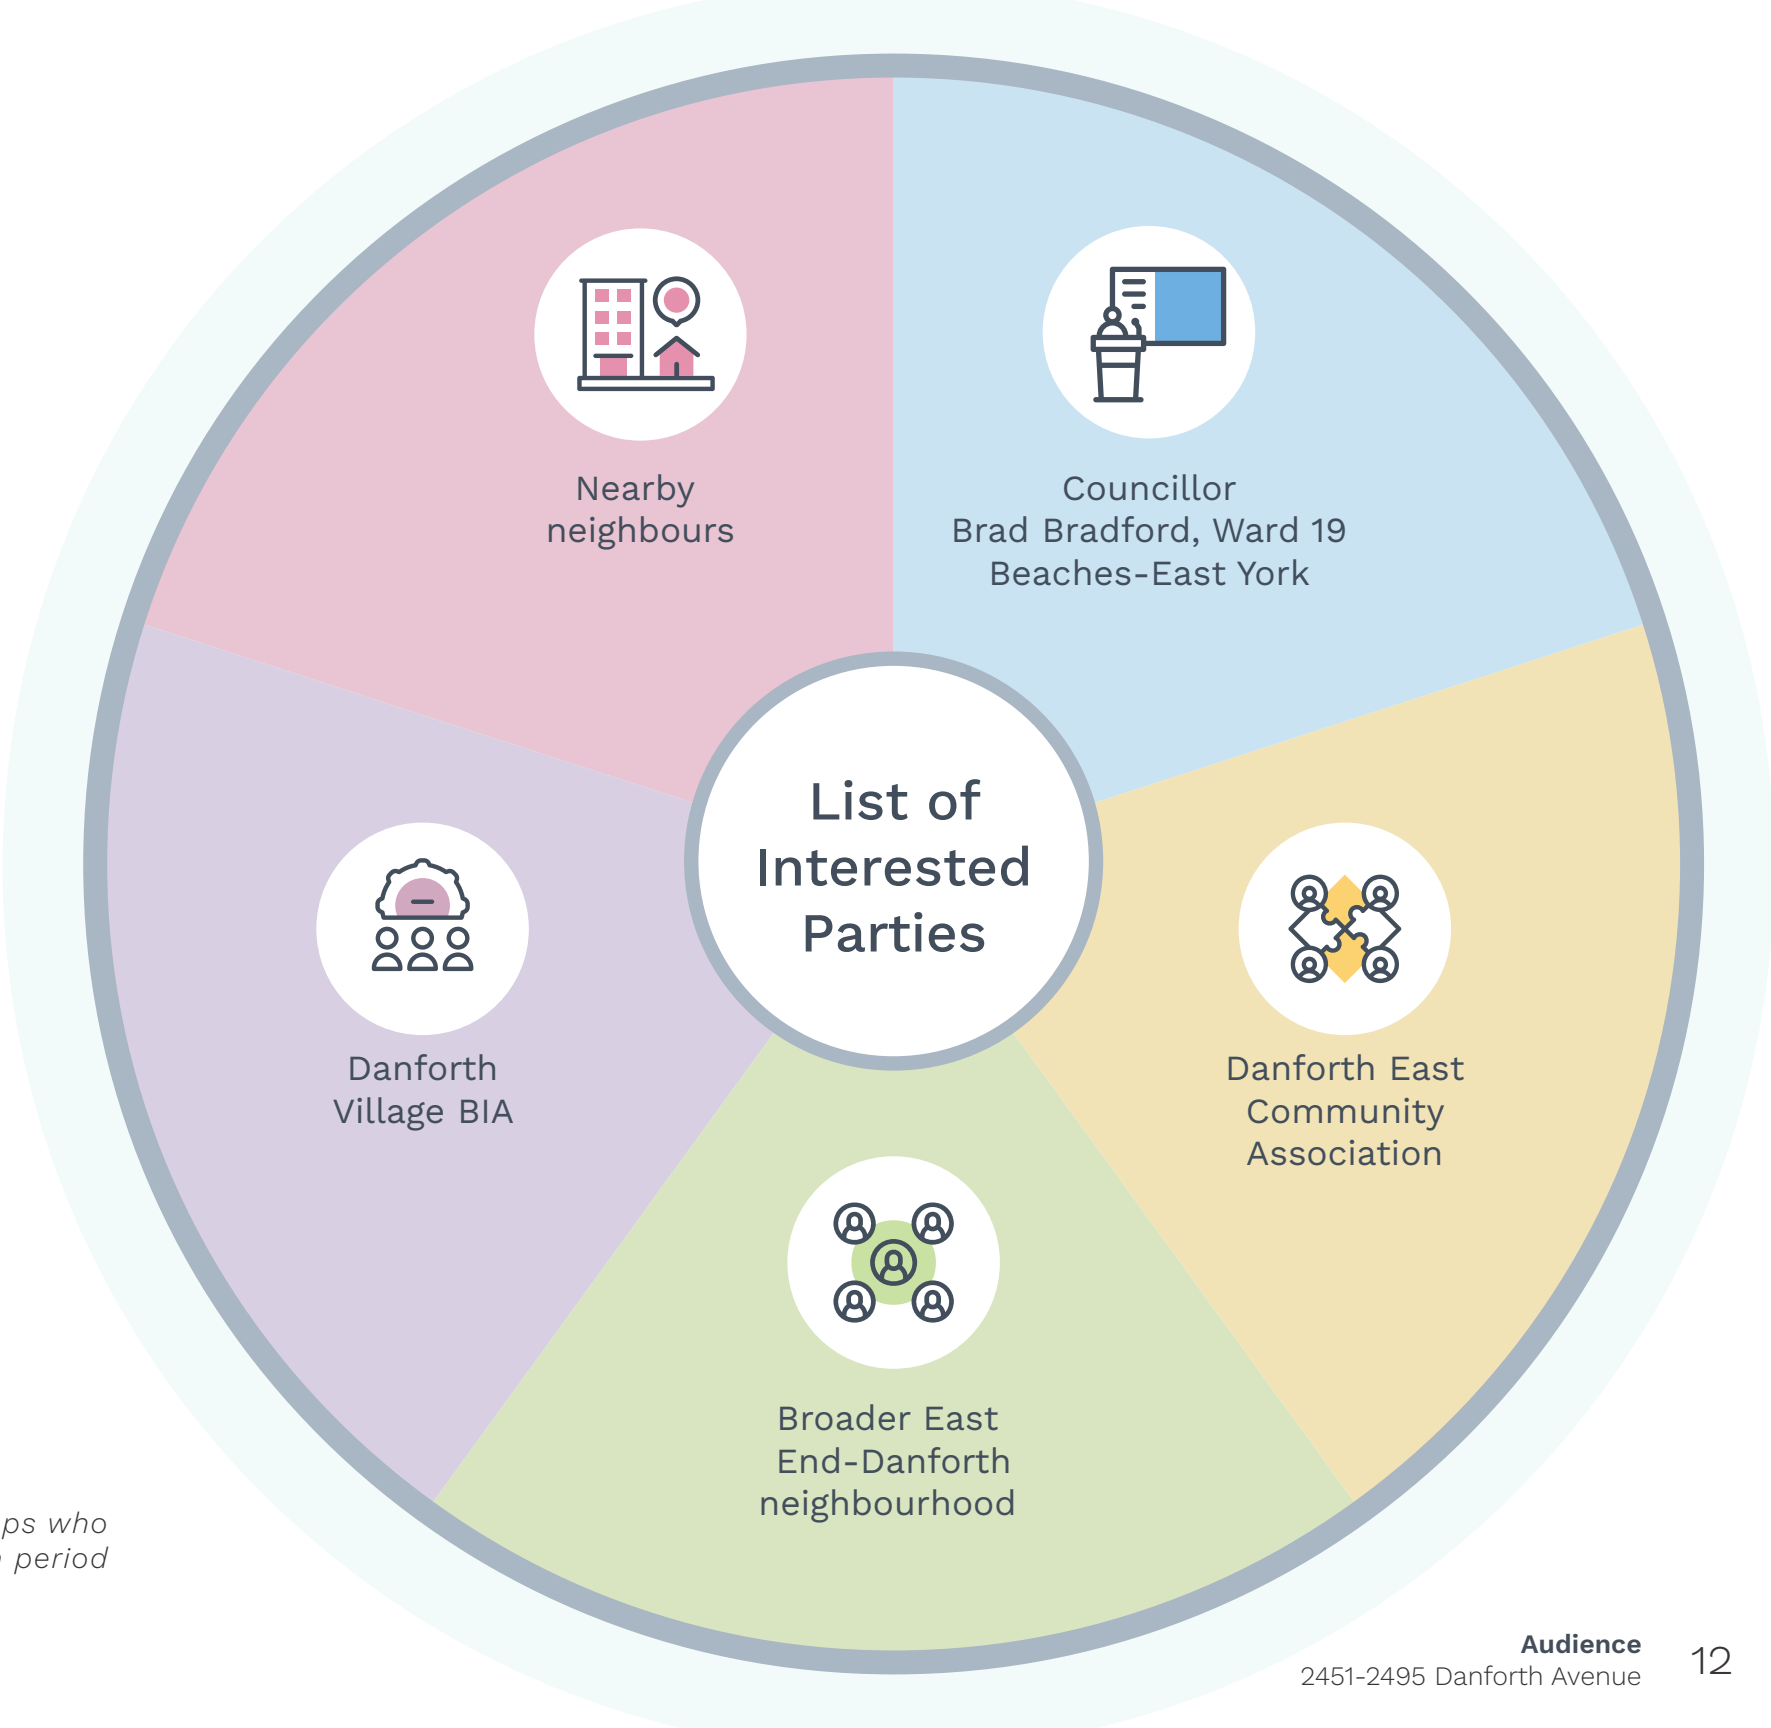 Nearby
neighbours
Councillor
Brad Bradford, Ward 19
Beaches-East York
List of
Interested
Parties
Danforth
Village BIA
Danforth East
Community
Association
Broader East
End-Danforth
neighbourhood
who
period
Audience
2451-2495 Danforth Avenue
12